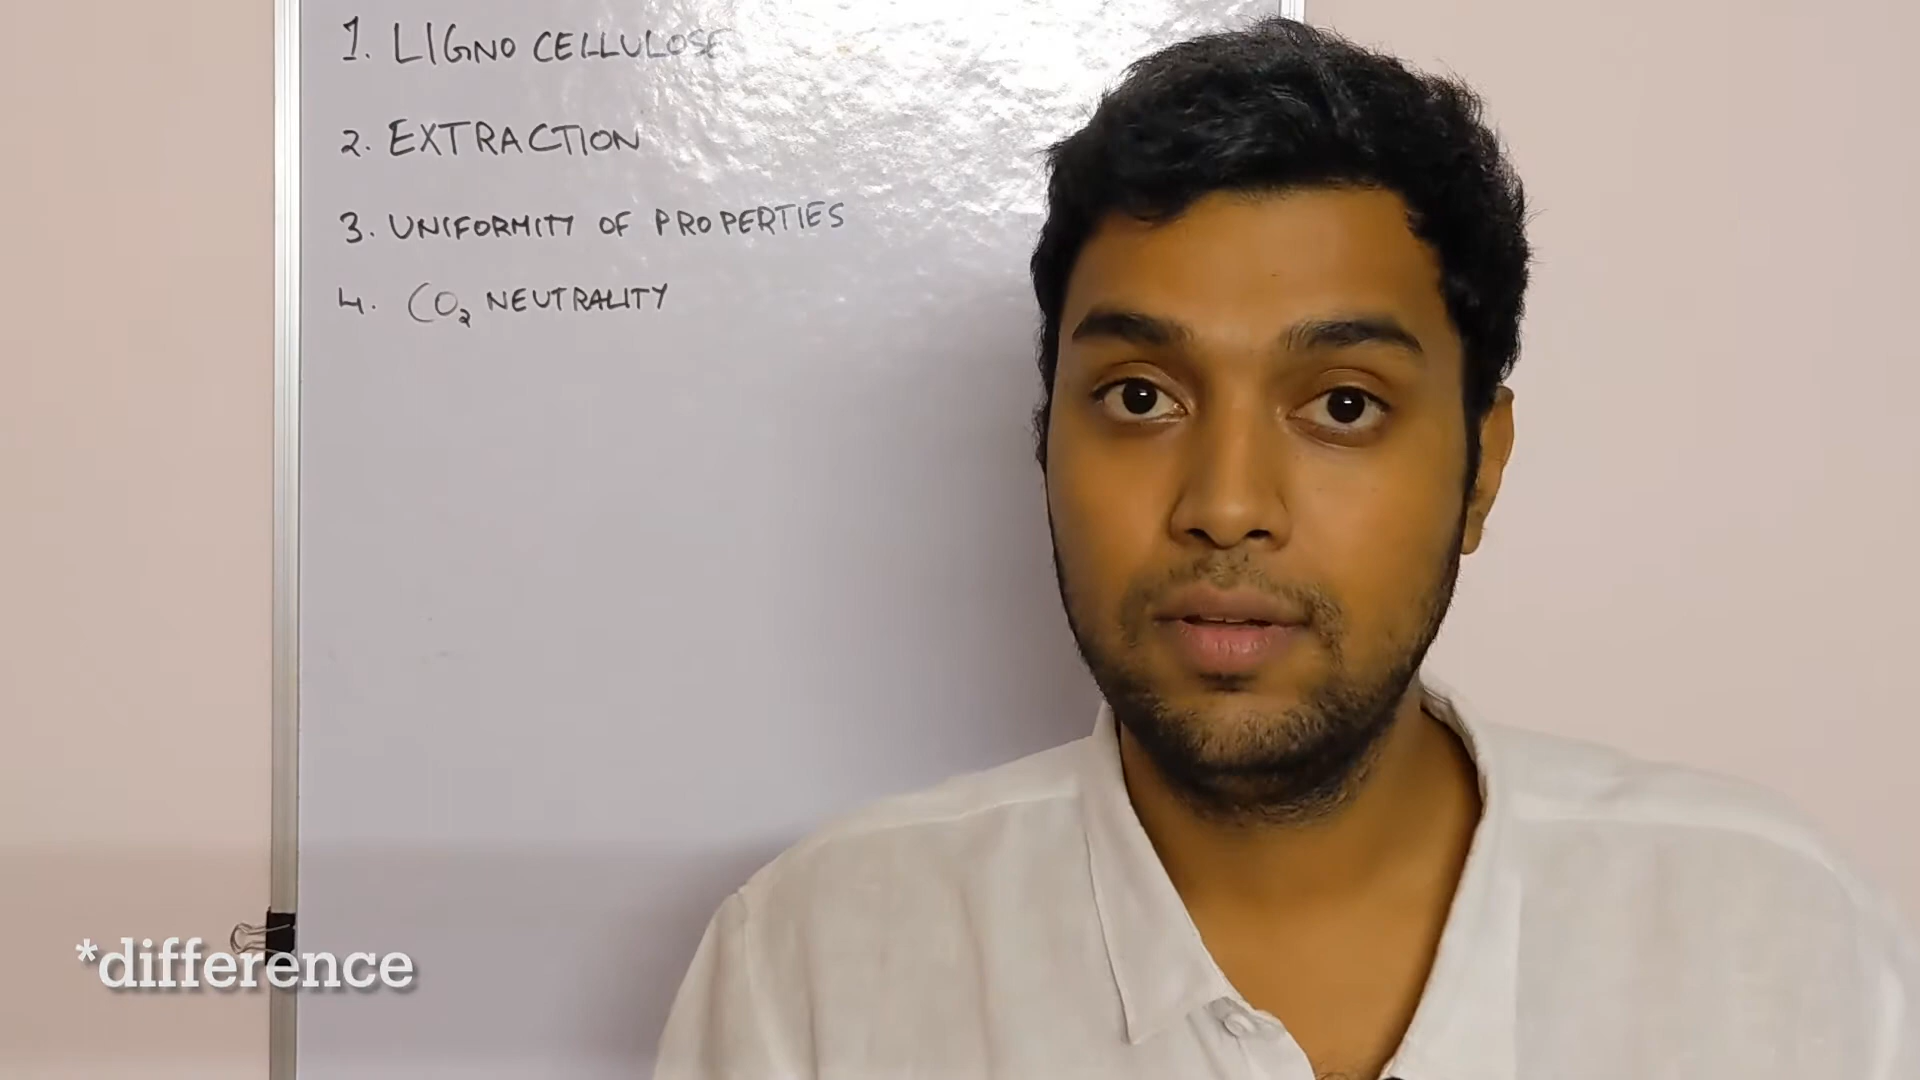 1. LIGNO CELLULOSE
2. EXTRACTION
3. UNIFORMITY OF PROPERTIES
4. CO₂ NEUTRALITY
*difference